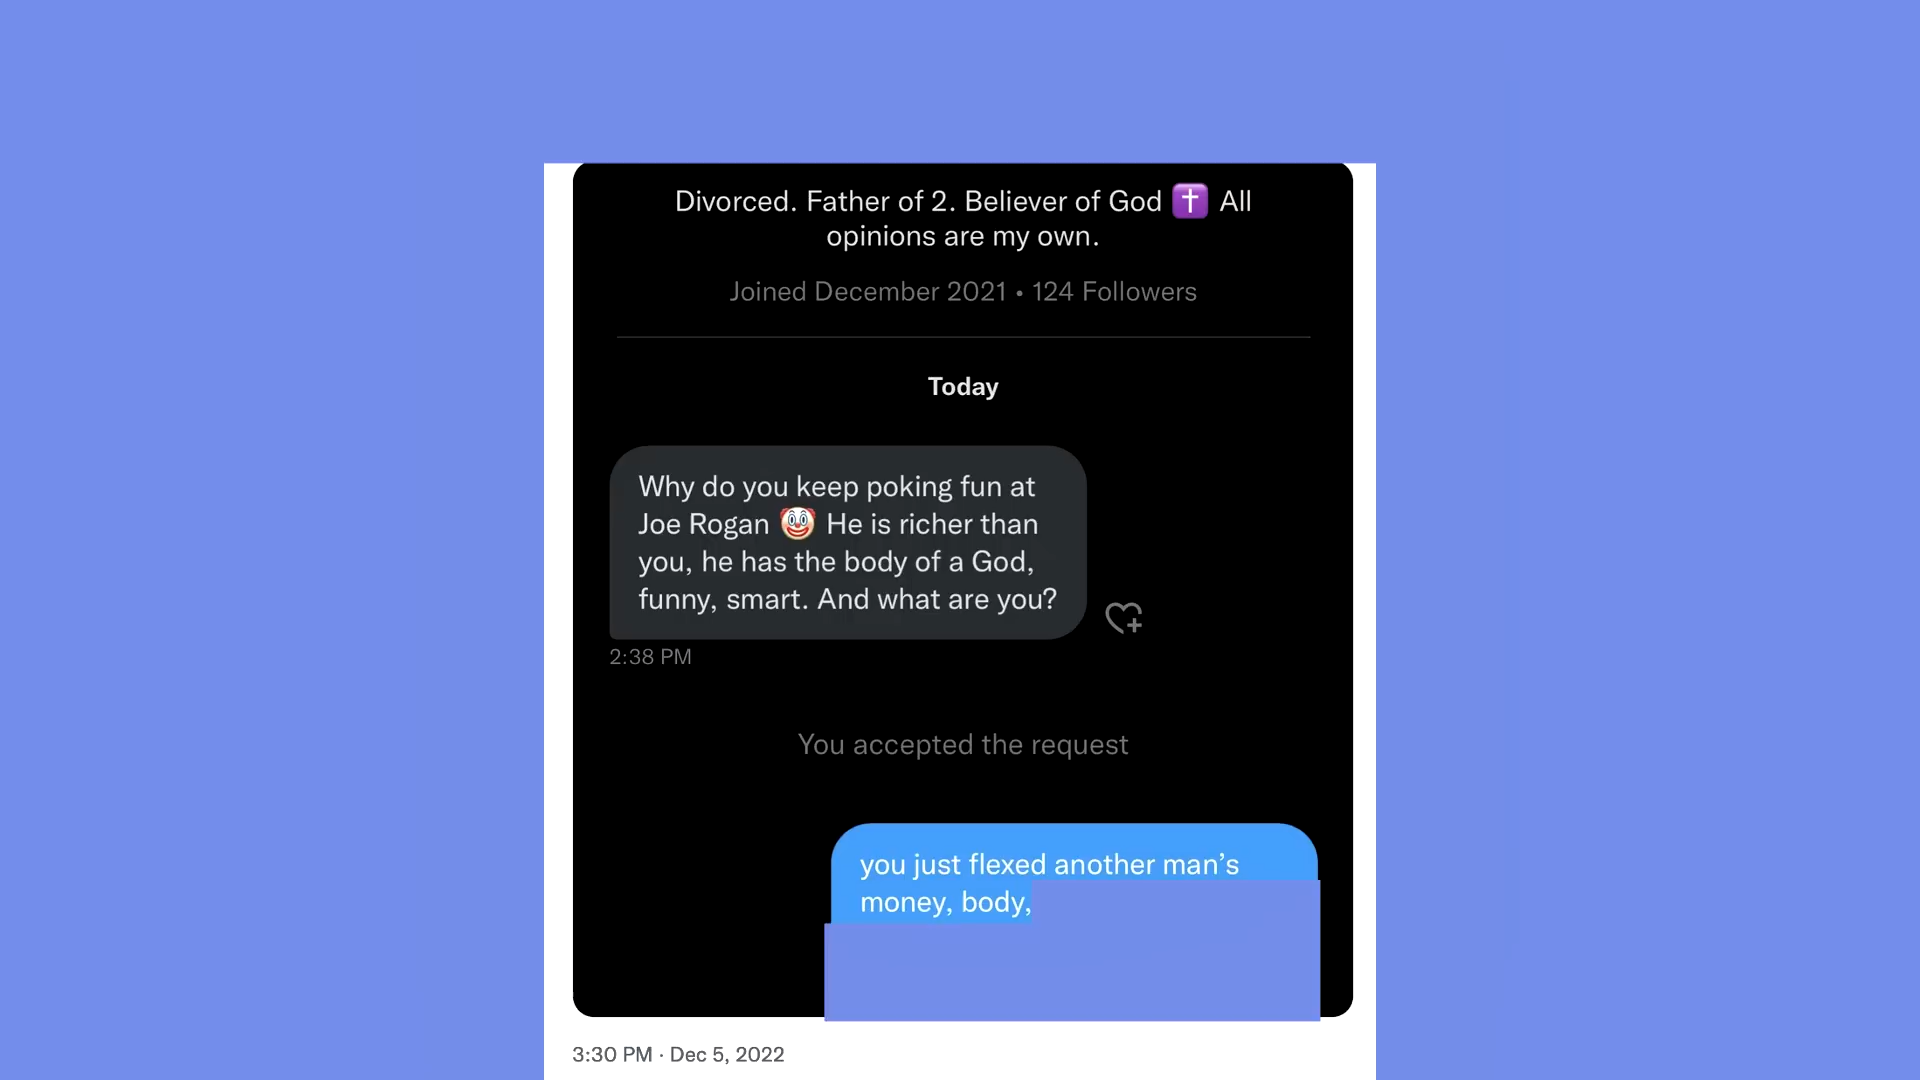 Divorced. Father of 2. Believer of God ✝️ All
opinions are my own.
Joined December 2021 • 124 Followers
Today
Why do you keep poking fun at
Joe Rogan 🤡 He is richer than
you, he has the body of a God,
funny, smart. And what are you?
2:38 PM
You accepted the request
you just flexed another man’s
money, body,
3:30 PM · Dec 5, 2022